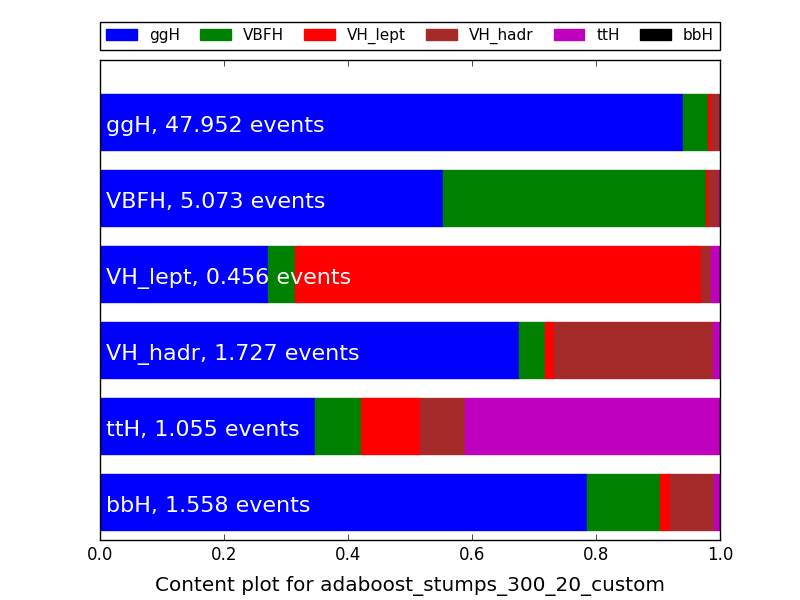 ggH VBFH VH_lept VH_hadr ttH bbH
ggH, 47.952 events
VBFH, 5.073 events
VH_lept, 0.456 events
VH_hadr, 1.727 events
ttH, 1.055 events
bbH, 1.558 events
0.0 0.2 0.4 0.6 0.8 1.0
Content plot for adaboost_stumps_300_20_custom